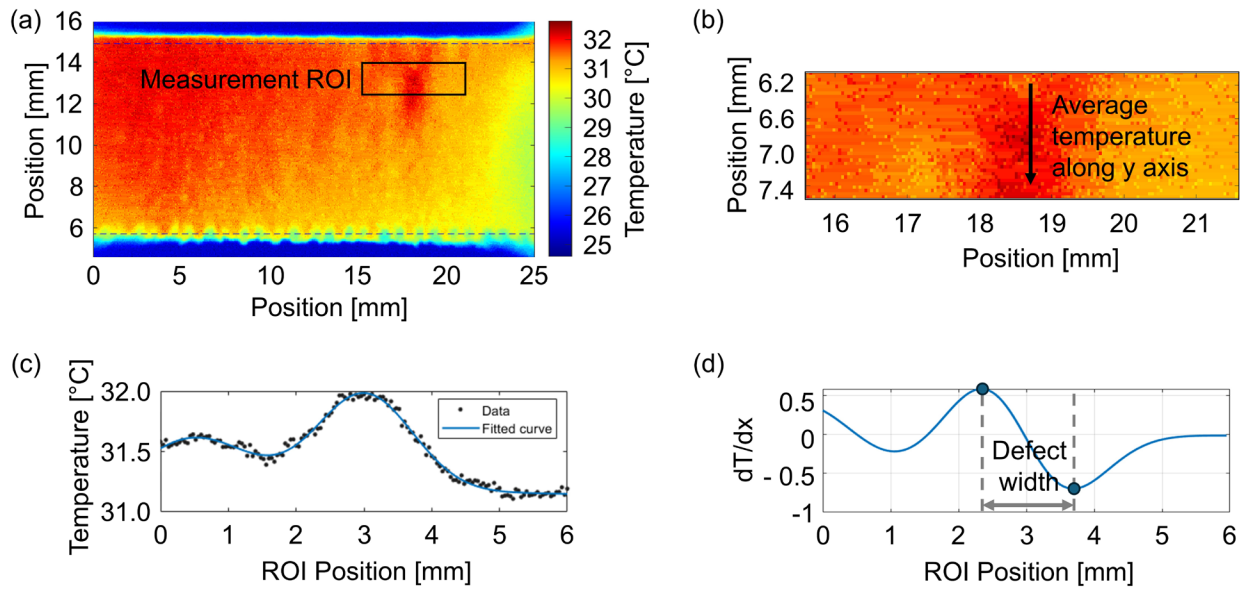 (a)
16
14
12
10
8
6
Position [mm]
Measurement ROI
0 5 10 15 20 25
Position [mm]
32
31
30
29
28
27
26
25
Temperature [°C]
(b)
6.2
6.6
7.0
7.4
Position [mm]
Average
temperature
along y axis
16 17 18 19 20 21
Position [mm]
(c)
32.0
31.5
31.0
Temperature [°C]
Data
Fitted curve
0 1 2 3 4 5 6
ROI Position [mm]
(d)
0.5
0
- 0.5
-1
dT/dx
Defect
width
0 1 2 3 4 5 6
ROI Position [mm]